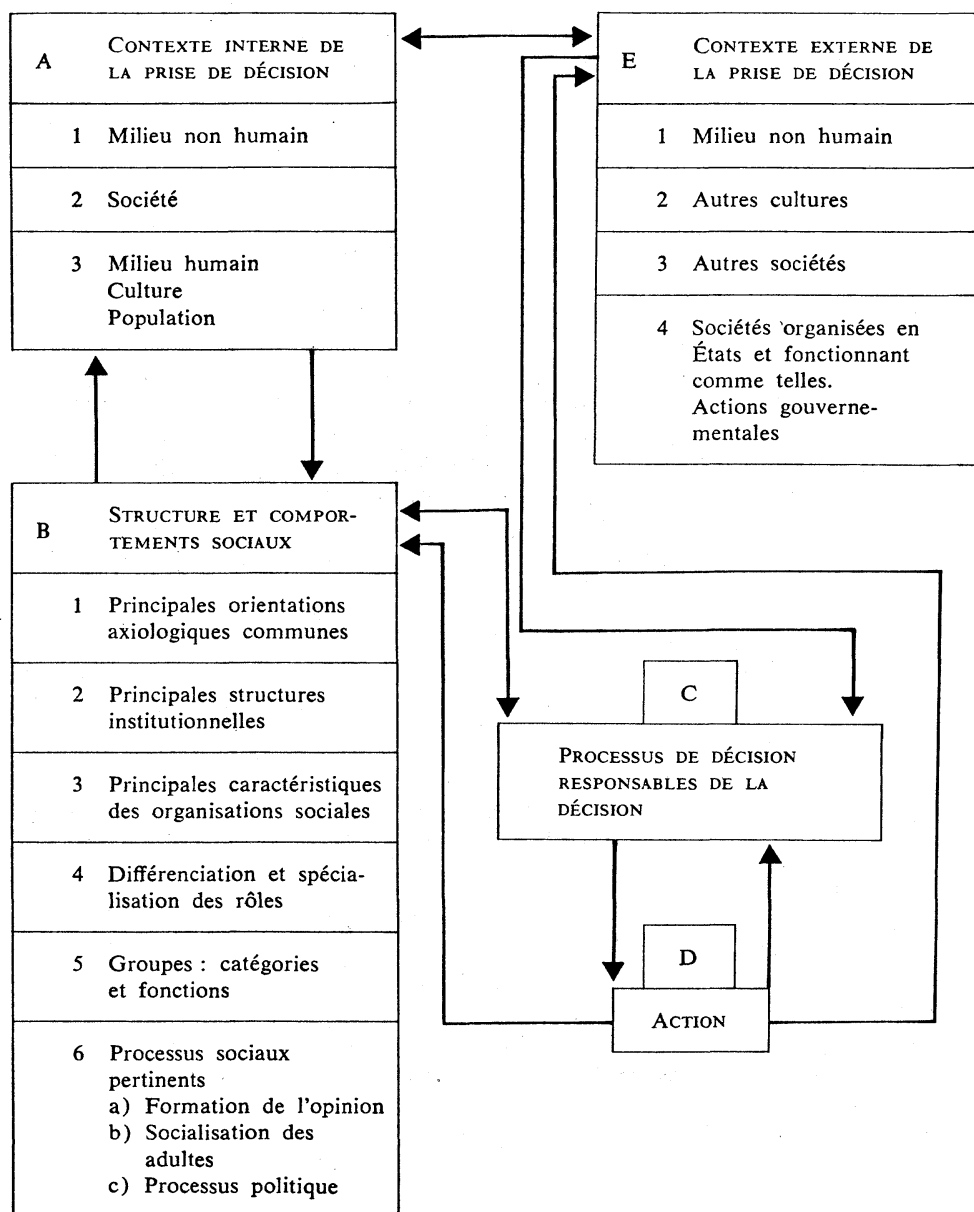 A
CONTEXTE INTERNE DE
LA PRISE DE DÉCISION
1 Milieu non humain
2 Société
3 Milieu humain
Culture
Population
E
CONTEXTE EXTERNE DE
LA PRISE DE DÉCISION
1 Milieu non humain
2 Autres cultures
3 Autres sociétés
4 Sociétés organisées en
États et fonctionnant
comme telles.
Actions gouverne-
mentales
B
STRUCTURE ET COMPOR-
TEMENTS SOCIAUX
1 Principales orientations
axiologiques communes
2 Principales structures
institutionnelles
3 Principales caractéristiques
des organisations sociales
4 Différenciation et spécia-
lisation des rôles
5 Groupes : catégories
et fonctions
6 Processus sociaux
pertinents
a) Formation de l'opinion
b) Socialisation des
adultes
c) Processus politique
C
PROCESSUS DE DÉCISION
RESPONSABLES DE LA
DÉCISION
D
ACTION